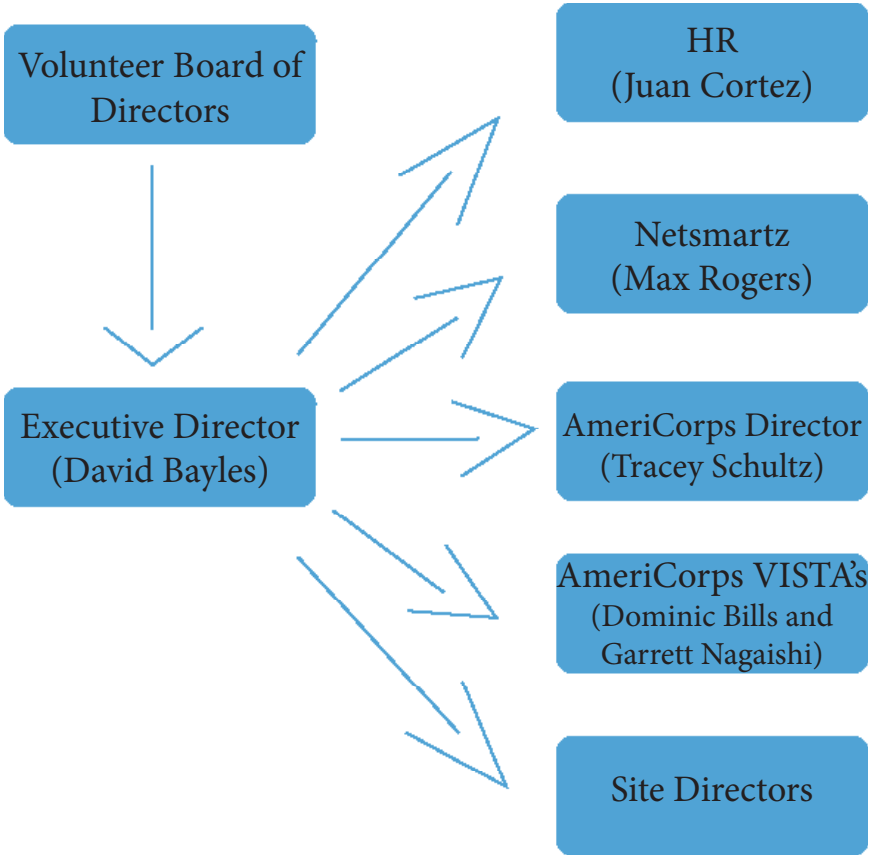 Volunteer Board of
Directors
Executive Director
(David Bayles)
HR
(Juan Cortez)
Netsmartz
(Max Rogers)
AmeriCorps Director
(Tracey Schultz)
AmeriCorps VISTA's
(Dominic Bills and
Garrett Nagaishi)
Site Directors